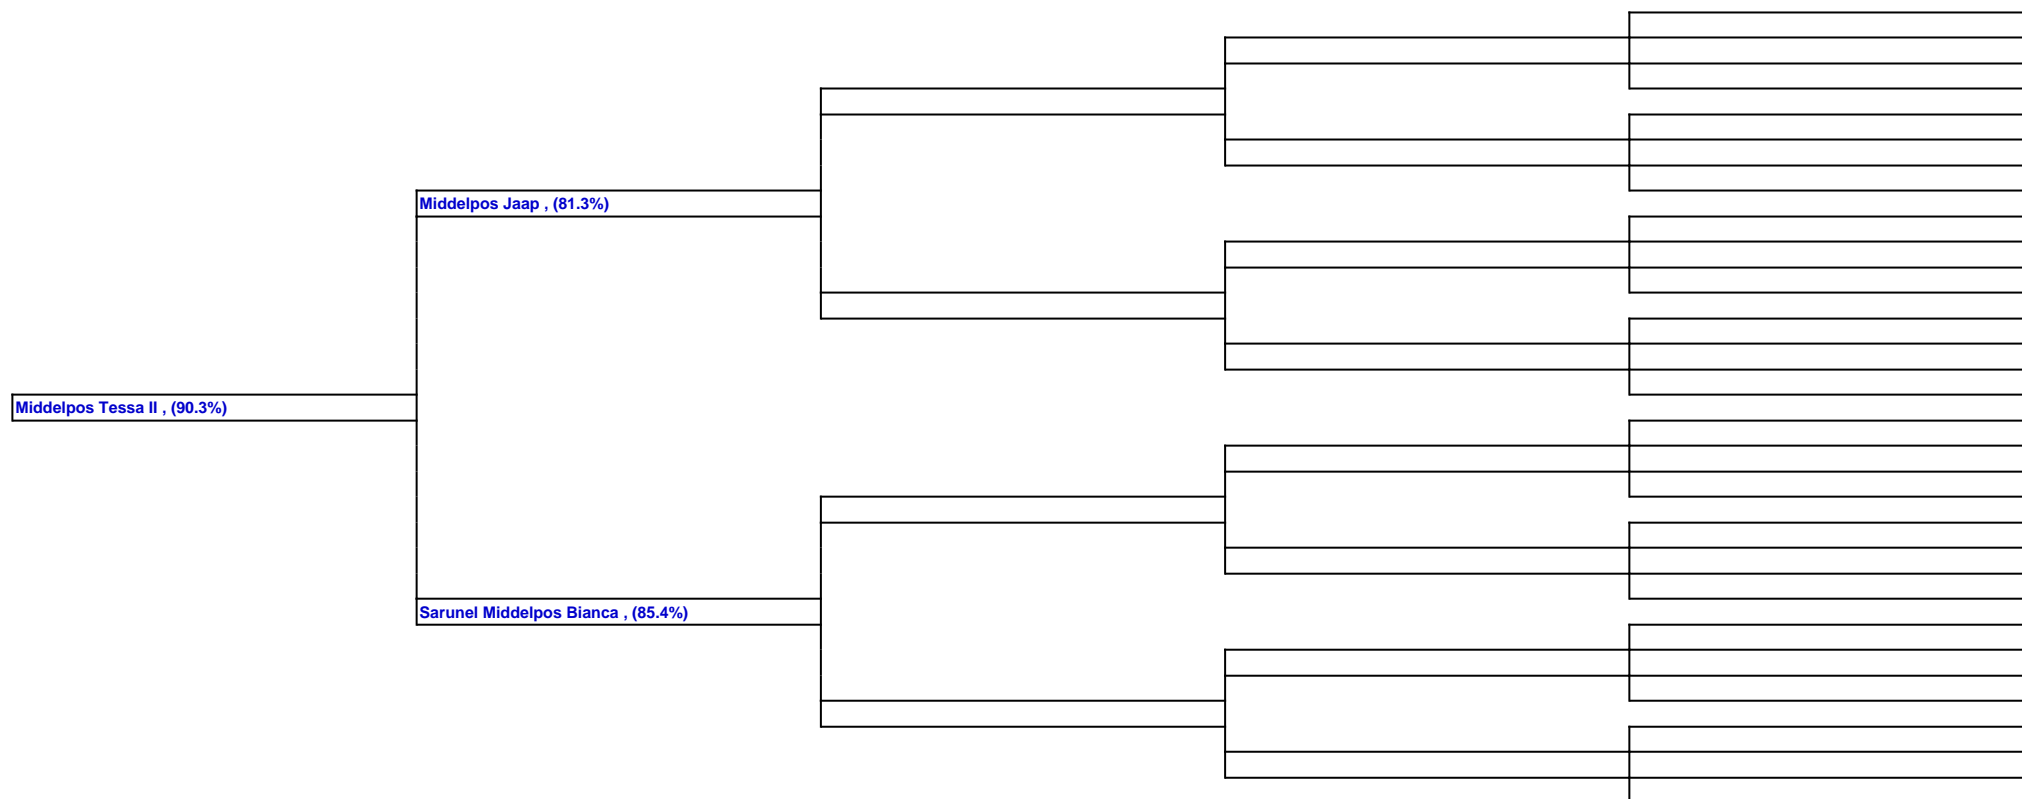 Middelpos Jaap , (81.3%)
Middelpos Tessa II , (90.3%)
Sarunel Middelpos Bianca , (85.4%)